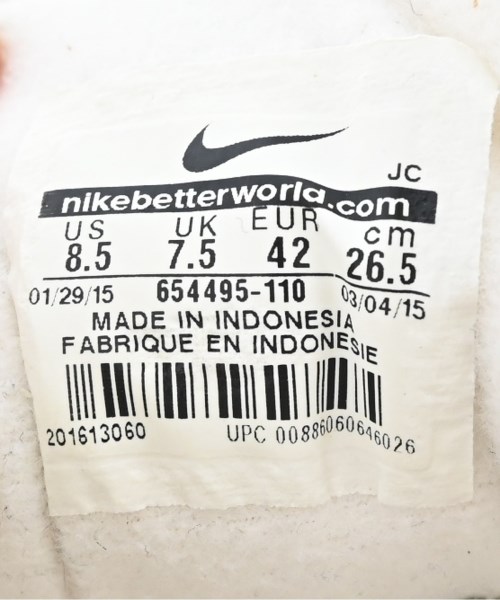 JC
nikebetterworld.com
US UK EUR cm
8.5 7.5 42 26.5
01/29/15 654495-110 03/04/15
MADE IN INDONESIA
FABRIQUE EN INDONESIE
201613060 UPC 00886060646026